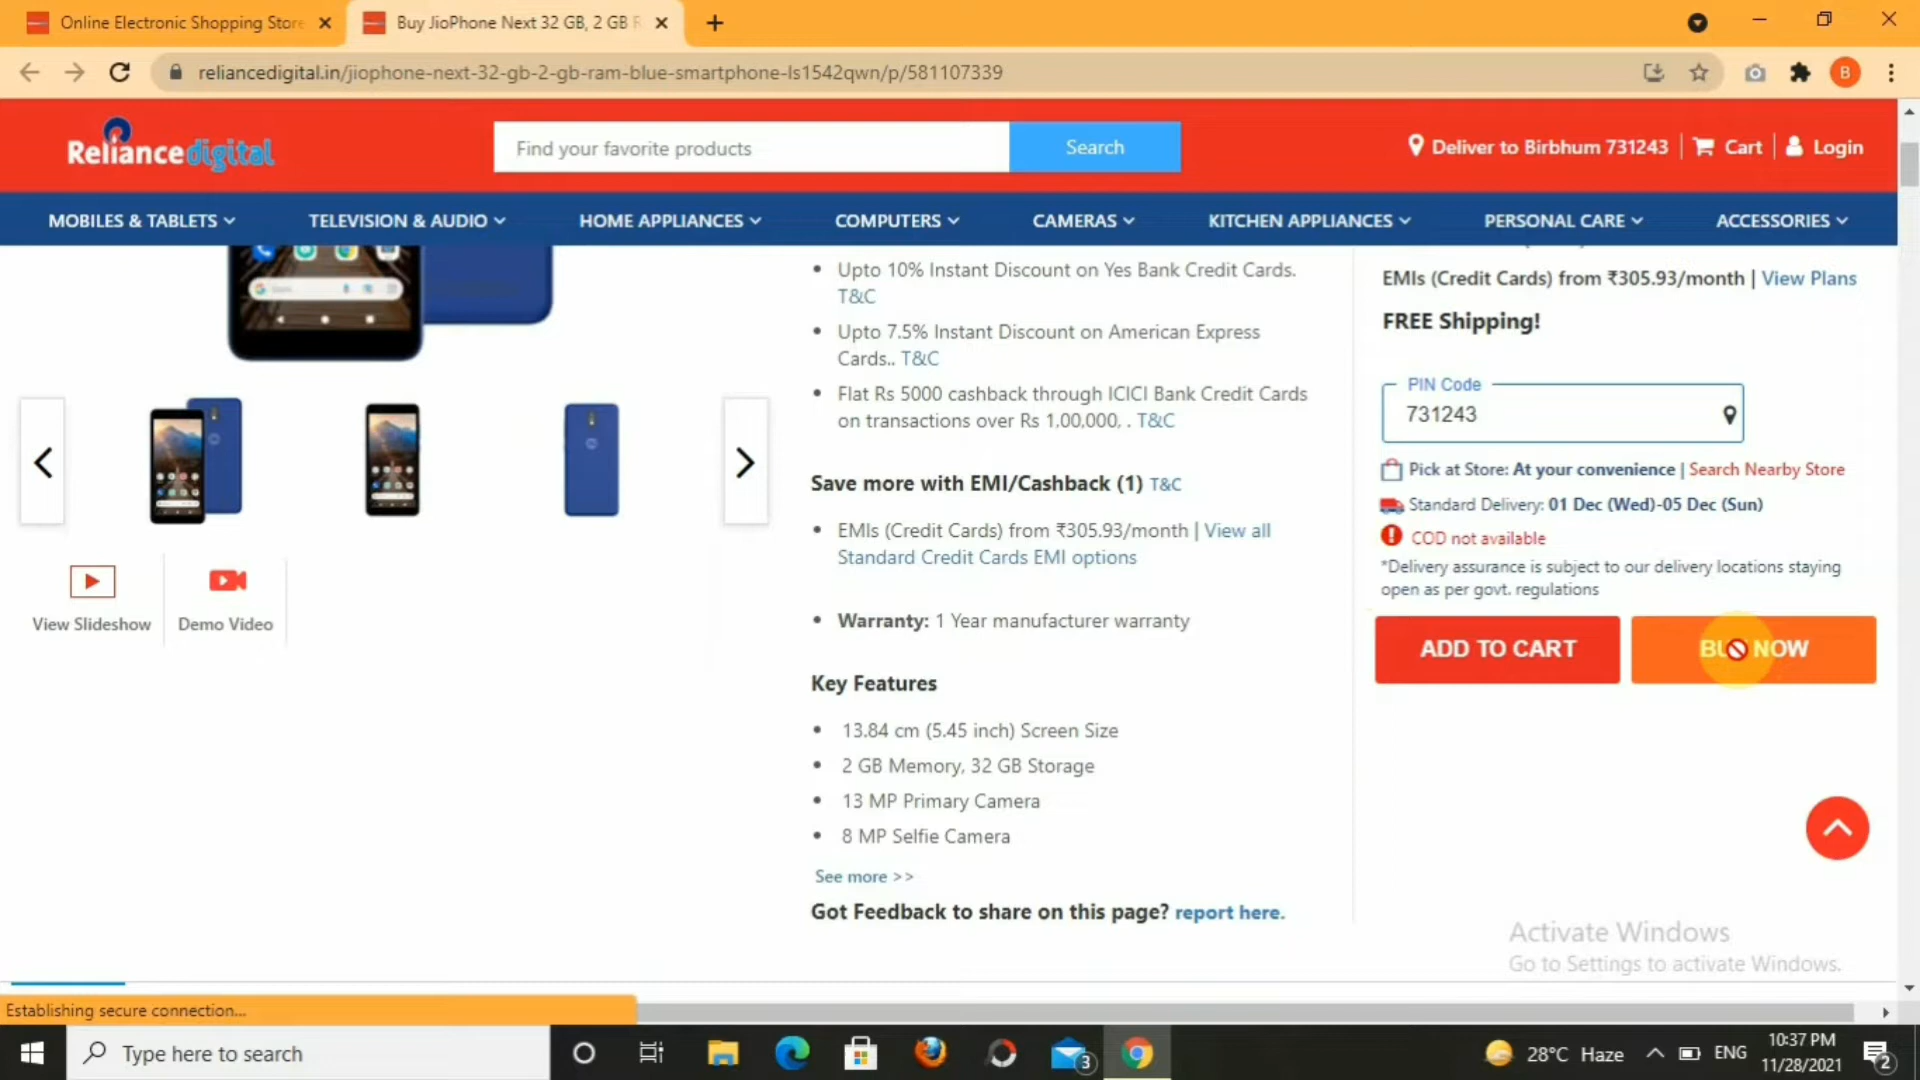 Online Electronic Shopping Store
Buy JioPhone Next 32 GB, 2 GB R
reliancedigital.in/jiophone-next-32-gb-2-gb-ram-blue-smartphone-ls1542qwn/p/581107339
B
Reliance digital
Find your favorite products
Search
Deliver to Birbhum 731243
Cart
Login
MOBILES & TABLETS
TELEVISION & AUDIO
HOME APPLIANCES
COMPUTERS
CAMERAS
KITCHEN APPLIANCES
PERSONAL CARE
ACCESSORIES
• Upto 10% Instant Discount on Yes Bank Credit Cards.
T&C
• Upto 7.5% Instant Discount on American Express
Cards.. T&C
• Flat Rs 5000 cashback through ICICI Bank Credit Cards
on transactions over Rs 1,00,000, . T&C
Save more with EMI/Cashback (1) T&C
• EMIs (Credit Cards) from ₹305.93/month | View all
Standard Credit Cards EMI options
• Warranty: 1 Year manufacturer warranty
Key Features
• 13.84 cm (5.45 inch) Screen Size
• 2 GB Memory, 32 GB Storage
• 13 MP Primary Camera
• 8 MP Selfie Camera
See more >>
Got Feedback to share on this page? report here.
View Slideshow
Demo Video
EMIs (Credit Cards) from ₹305.93/month | View Plans
FREE Shipping!
PIN Code
731243
Pick at Store: At your convenience | Search Nearby Store
Standard Delivery: 01 Dec (Wed)-05 Dec (Sun)
COD not available
*Delivery assurance is subject to our delivery locations staying
open as per govt. regulations
ADD TO CART
BUY NOW
Activate Windows
Go to Settings to activate Windows.
Establishing secure connection...
Type here to search
3
28°C Haze
ENG
10:37 PM
11/28/2021
2